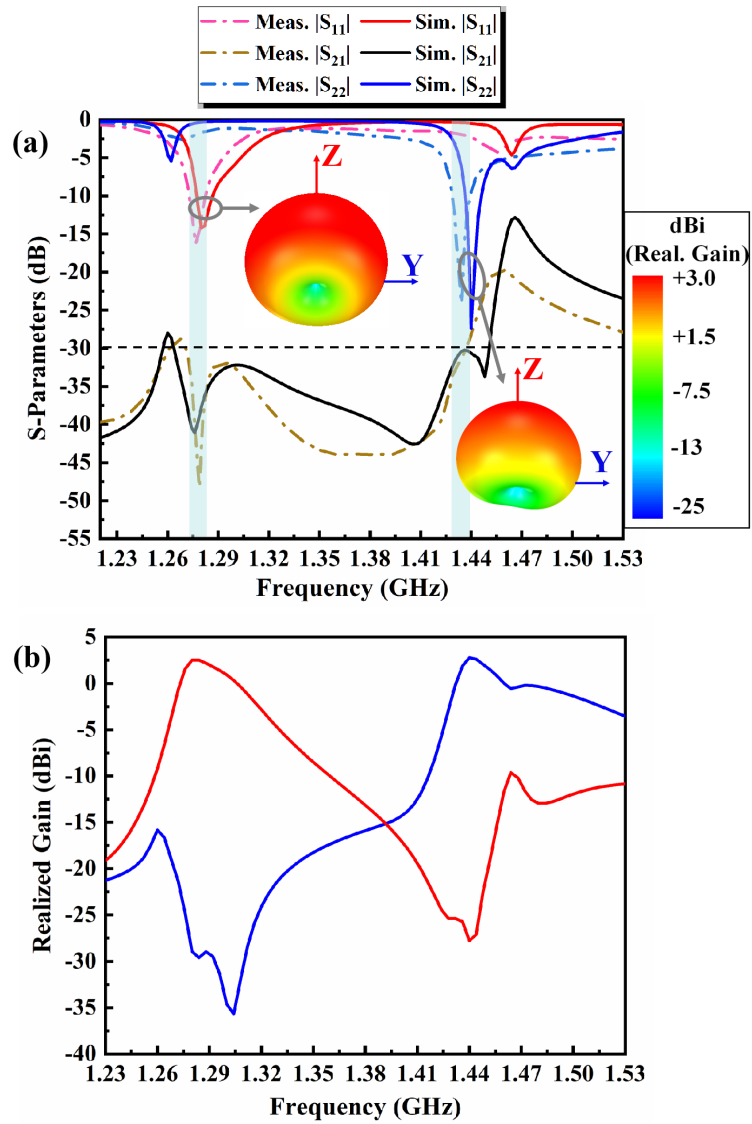 Meas. |S11| Sim. |S11|
Meas. |S21| Sim. |S21|
Meas. |S22| Sim. |S22|
(a)
S-Parameters (dB)
0
-5
-10
-15
-20
-25
-30
-35
-40
-45
-50
-55
Z
Y
Z
Y
dBi
(Real. Gain)
+3.0
+1.5
-7.5
-13
-25
1.23 1.26 1.29 1.32 1.35 1.38 1.41 1.44 1.47 1.50 1.53
Frequency (GHz)
(b)
Realized Gain (dBi)
5
0
-5
-10
-15
-20
-25
-30
-35
-40
1.23 1.26 1.29 1.32 1.35 1.38 1.41 1.44 1.47 1.50 1.53
Frequency (GHz)